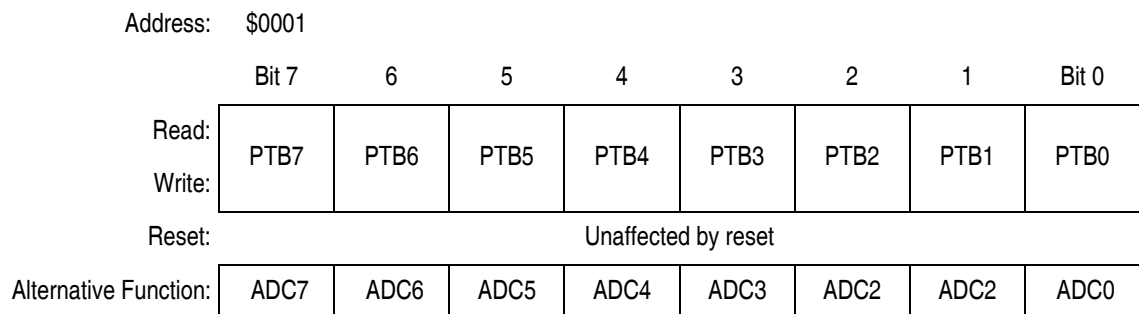 Address: $0001
Bit 7 6 5 4 3 2 1 Bit 0
Read:
PTB7 PTB6 PTB5 PTB4 PTB3 PTB2 PTB1 PTB0
Write:
Reset: Unaffected by reset
Alternative Function: ADC7 ADC6 ADC5 ADC4 ADC3 ADC2 ADC2 ADC0